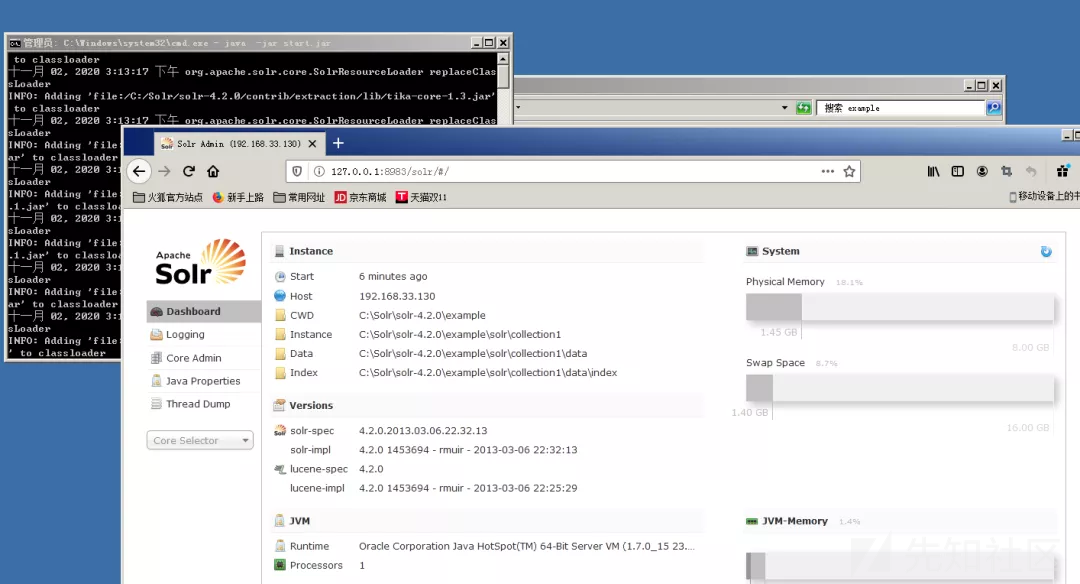 管理员: C:\Windows\system32\cmd.exe - java -jar start.jar
to classloader
十一月 02, 2020 3:13:17 下午 org.apache.solr.core.SolrResourceLoader replaceClas
sLoader
INFO: Adding 'file:/C:/Solr/solr-4.2.0/contrib/extraction/lib/tika-core-1.3.jar'
to classloader
十一月 02, 2020 3:13:17 下午 org.apache.solr.core.SolrResourceLoader replaceClas
sLoader
INFO: Adding 'file:
ar' to classloader
十一月 02, 2020 3:1
sLoader
INFO: Adding 'file:
.1.jar' to classloa
十一月 02, 2020 3:1
sLoader
INFO: Adding 'file:
.1.jar' to classloa
十一月 02, 2020 3:1
sLoader
INFO: Adding 'file:
ar' to classloader
十一月 02, 2020 3:1
sLoader
INFO: Adding 'file:
' to classloader
搜索 example
Solr Admin (192.168.33.130)
127.0.0.1:8983/solr/#/
火狐官方站点 新手上路 常用网址 JD 京东商城 T 天猫双11 移动设备上的
Apache
Solr
Dashboard
Logging
Core Admin
Java Properties
Thread Dump
Core Selector
Instance
Start 6 minutes ago
Host 192.168.33.130
CWD C:\Solr\solr-4.2.0\example
Instance C:\Solr\solr-4.2.0\example\solr\collection1
Data C:\Solr\solr-4.2.0\example\solr\collection1\data
Index C:\Solr\solr-4.2.0\example\solr\collection1\data\index
Versions
solr-spec 4.2.0.2013.03.06.22.32.13
solr-impl 4.2.0 1453694 - rmuir - 2013-03-06 22:32:13
lucene-spec 4.2.0
lucene-impl 4.2.0 1453694 - rmuir - 2013-03-06 22:25:29
JVM
Runtime Oracle Corporation Java HotSpot(TM) 64-Bit Server VM (1.7.0_15 23....
Processors 1
System
Physical Memory 18.1%
1.45 GB
8.00 GB
Swap Space 8.7%
1.40 GB
16.00 GB
JVM-Memory 1.4%
先知社区